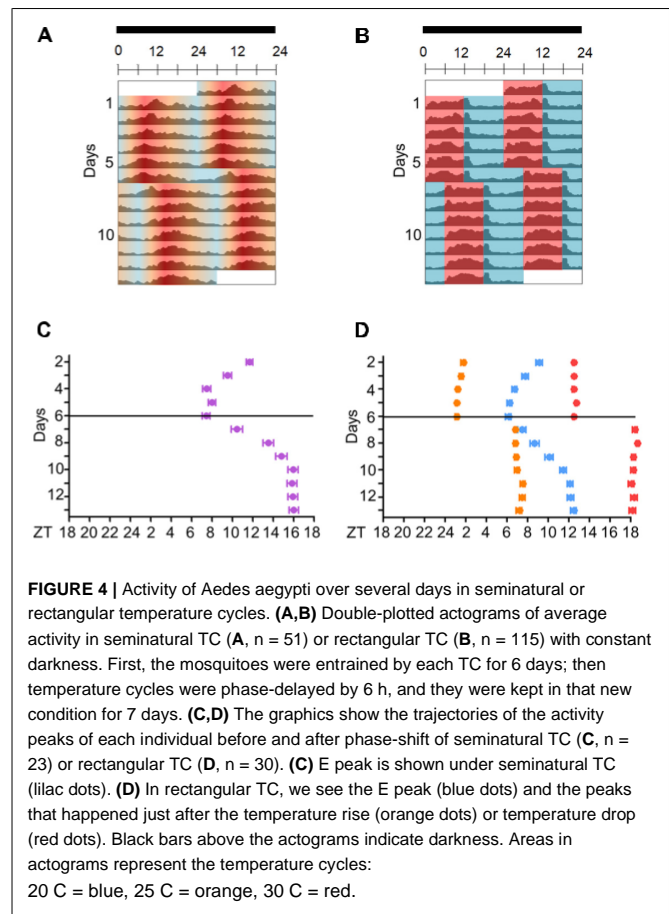 A
B
0 12 24 12 24
0 12 24 12 24
Days
1
5
10
Days
1
5
10
C
D
Days
2
4
6
8
10
12
ZT 18 20 22 24 2 4 6 8 10 12 14 16 18
Days
2
4
6
8
10
12
18 20 22 24 2 4 6 8 10 12 14 16 18
FIGURE 4 | Activity of Aedes aegypti over several days in seminatural or
rectangular temperature cycles. (A,B) Double-plotted actograms of average
activity in seminatural TC (A, n = 51) or rectangular TC (B, n = 115) with constant
darkness. First, the mosquitoes were entrained by each TC for 6 days; then
temperature cycles were phase-delayed by 6 h, and they were kept in that new
condition for 7 days. (C,D) The graphics show the trajectories of the activity
peaks of each individual before and after phase-shift of seminatural TC (C, n =
23) or rectangular TC (D, n = 30). (C) E peak is shown under seminatural TC
(lilac dots). (D) In rectangular TC, we see the E peak (blue dots) and the peaks
that happened just after the temperature rise (orange dots) or temperature drop
(red dots). Black bars above the actograms indicate darkness. Areas in
actograms represent the temperature cycles:
20 C = blue, 25 C = orange, 30 C = red.